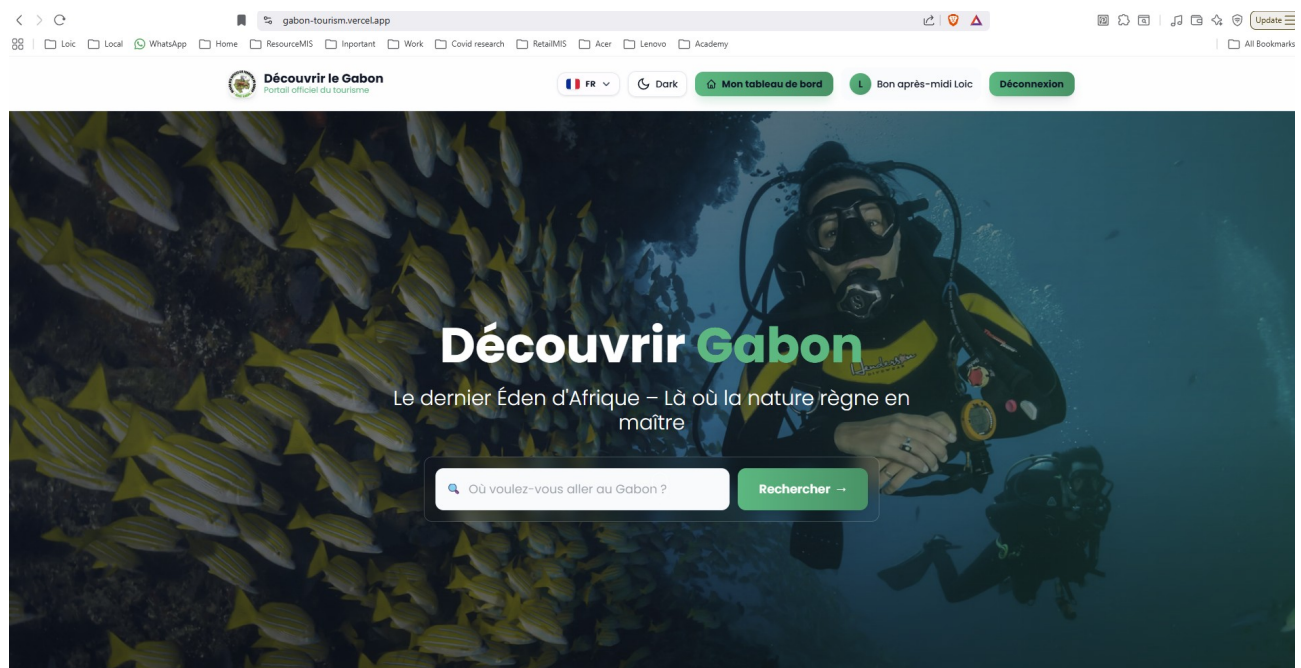 gabon-tourism.vercel.app
Update
Loic
Local
WhatsApp
Home
ResourceMIS
Inportant
Work
Covid research
RetailMIS
Acer
Lenovo
Academy
All Bookmarks
Découvrir le Gabon
Portail officiel du tourisme
FR
Dark
Mon tableau de bord
L
Bon après-midi Loic
Déconnexion
Découvrir Gabon
Le dernier Éden d'Afrique – Là où la nature règne en
maître
Où voulez-vous aller au Gabon ?
Rechercher →